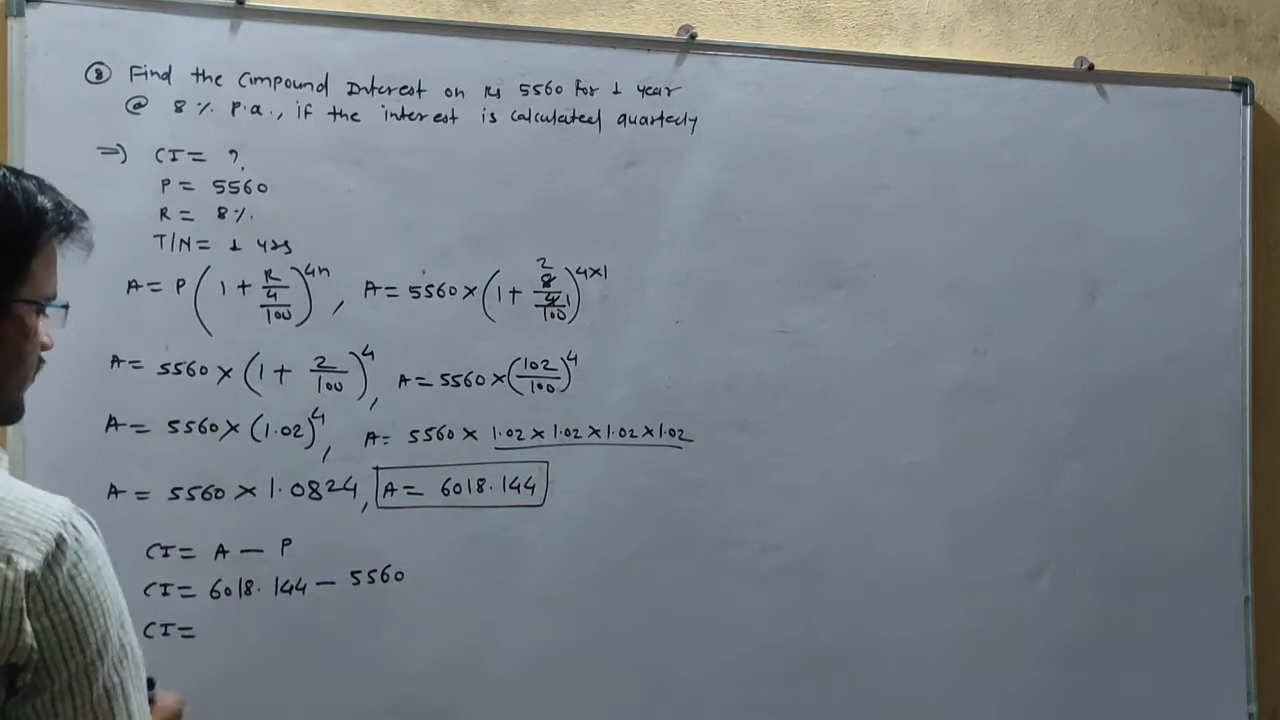 ⑧ Find the Compound Interest on Rs 5560 For 1 year
@ 8 % P.a., if the interest is calculated quarterly
⇒) CI = ?
P = 5560
R = 8%.
T/N = 1 yrs
A = P (1 + R/4/100)^4n, A = 5560 × (1 + 2 8/4 1/100)^4×1
A = 5560 × (1 + 2/100)^4, A = 5560 × (102/100)^4
A = 5560 × (1.02)^4, A = 5560 × 1.02 × 1.02 × 1.02 × 1.02
A = 5560 × 1.0824, A = 6018.144
CI = A — P
CI = 6018.144 — 5560
CI =